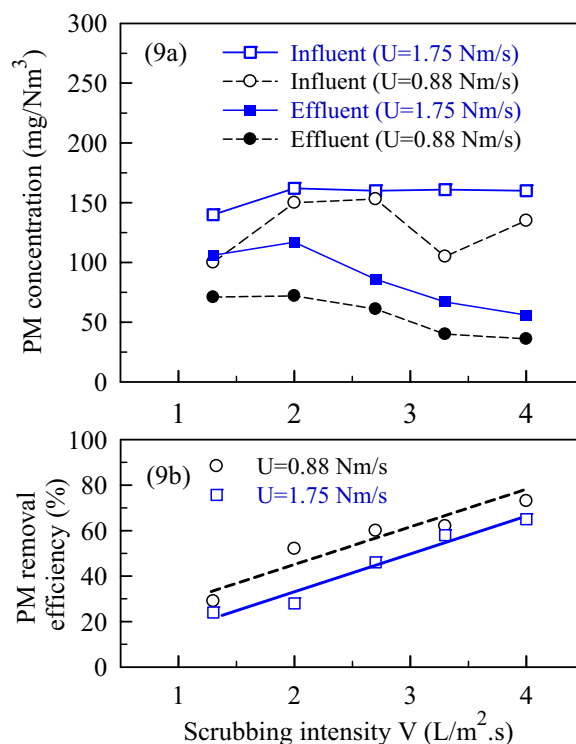 300
250
200
150
100
50
0
PM concentration (mg/Nm³)
(9a)
Influent (U=1.75 Nm/s)
Influent (U=0.88 Nm/s)
Effluent (U=1.75 Nm/s)
Effluent (U=0.88 Nm/s)
1 2 3 4
100
80
60
40
20
0
PM removal
efficiency (%)
(9b)
U=0.88 Nm/s
U=1.75 Nm/s
1 2 3 4
Scrubbing intensity V (L/m².s)